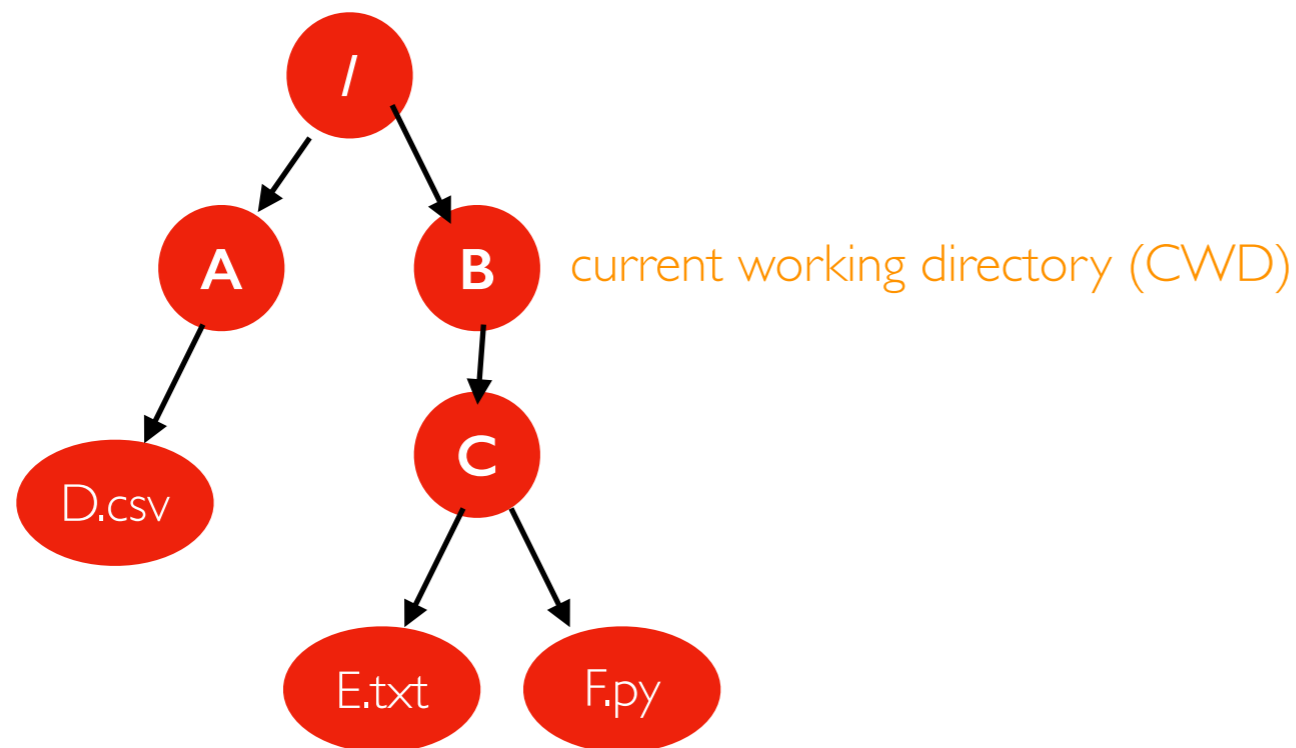 /
A
B
current working directory (CWD)
C
D.csv
E.txt
F.py